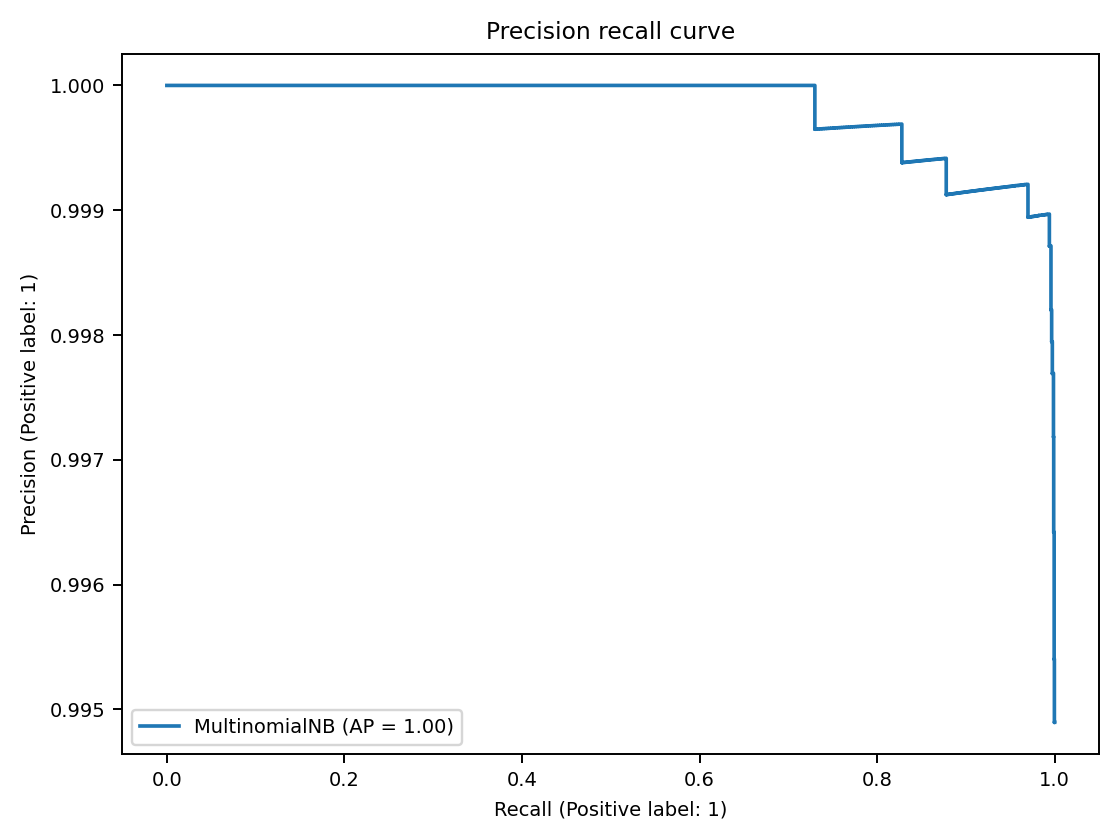 Precision recall curve
1.000
0.999
0.998
0.997
0.996
0.995
Precision (Positive label: 1)
MultinomialNB (AP = 1.00)
0.0 0.2 0.4 0.6 0.8 1.0
Recall (Positive label: 1)